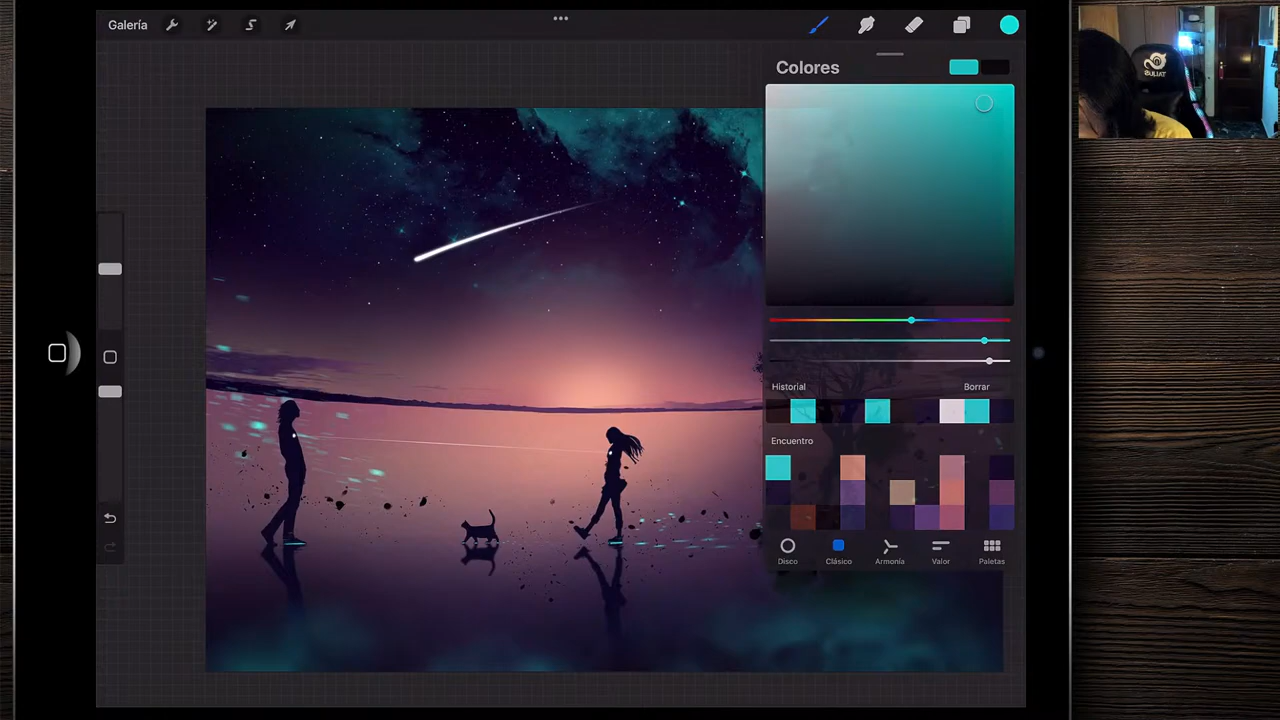 Galería
Colores
Historial
Borrar
Encuentro
Disco
Clásico
Armonía
Valor
Paletas